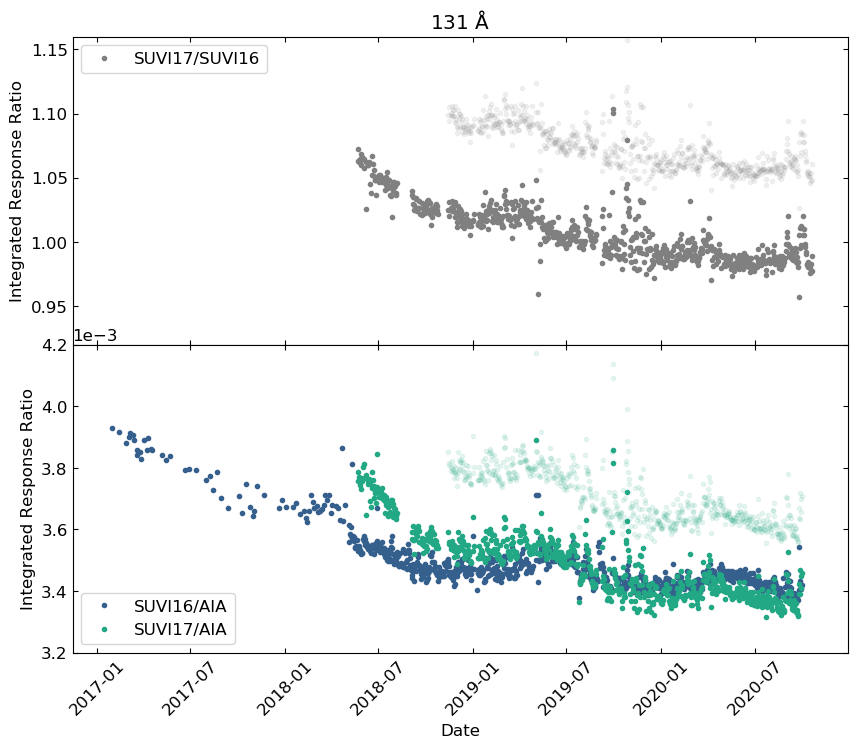 131 Å
SUVI17/SUVI16
Integrated Response Ratio
1.15
1.10
1.05
1.00
0.95
1e−3
4.2
4.0
3.8
3.6
3.4
3.2
Integrated Response Ratio
SUVI16/AIA
SUVI17/AIA
2017-01
2017-07
2018-01
2018-07
2019-01
2019-07
2020-01
2020-07
Date